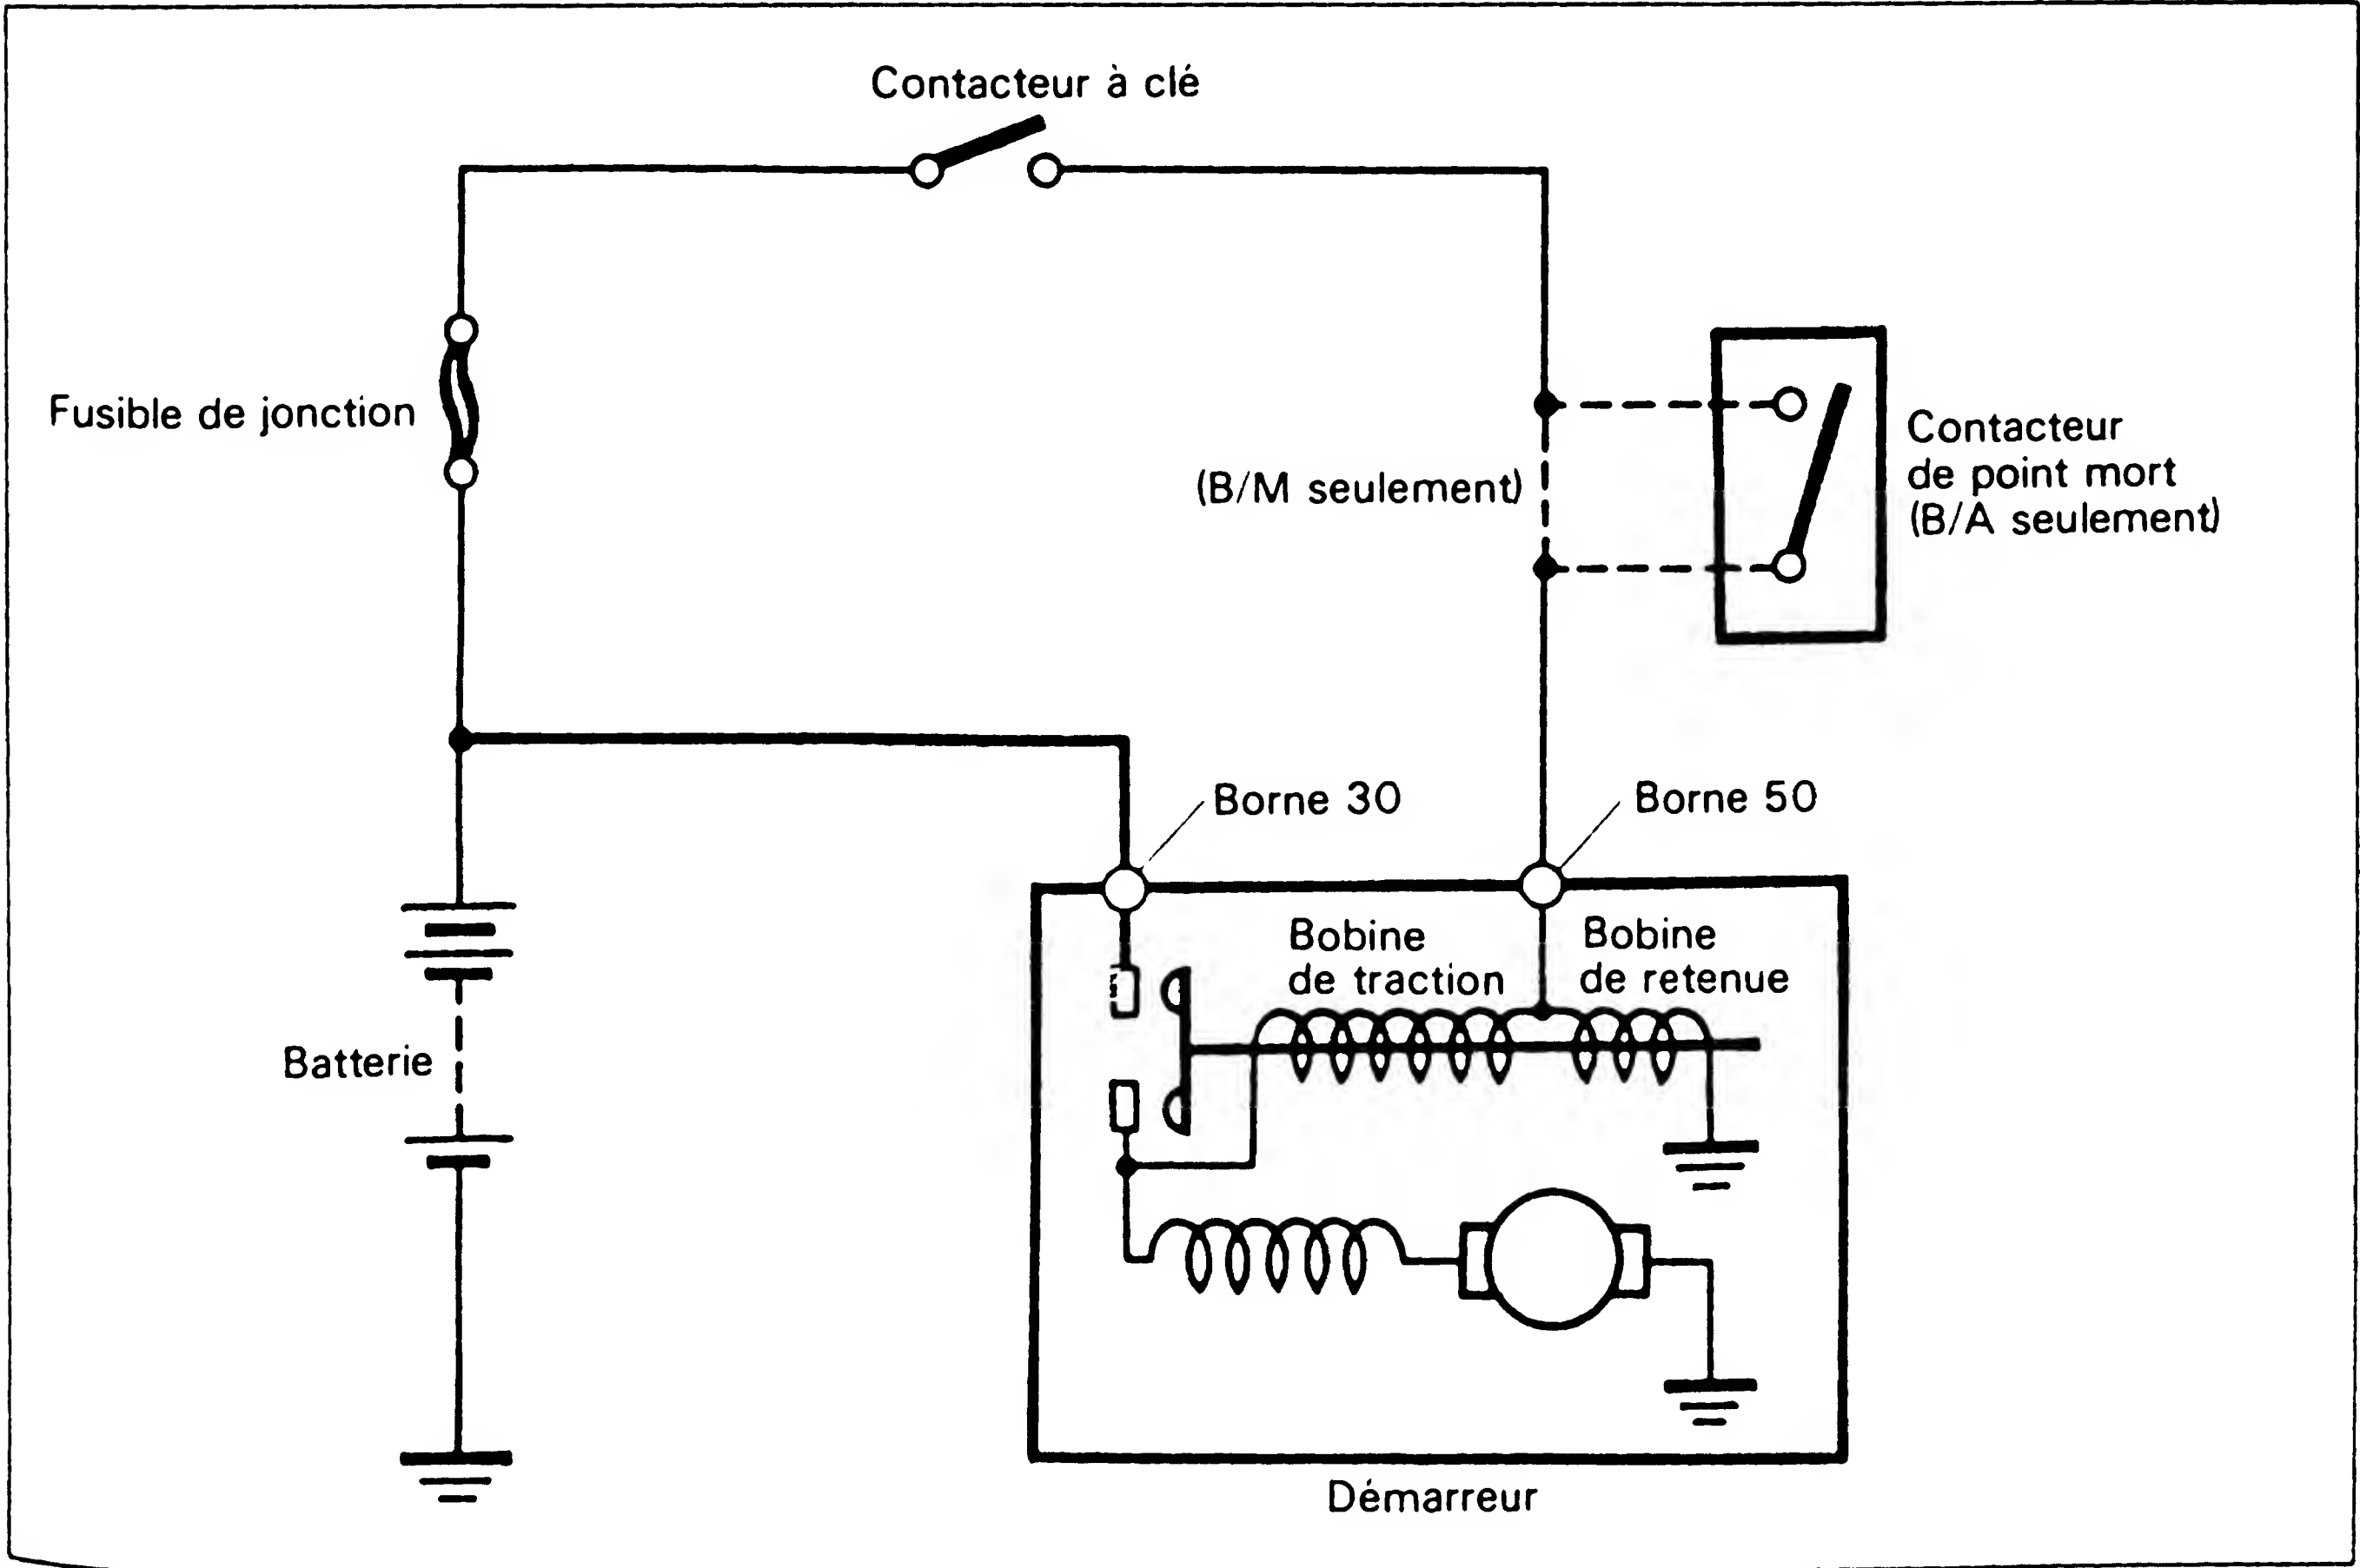 Contacteur à clé
Fusible de jonction
(B/M seulement)
Contacteur
de point mort
(B/A seulement)
Borne 30
Borne 50
Bobine
de traction
Bobine
de retenue
Batterie
Démarreur